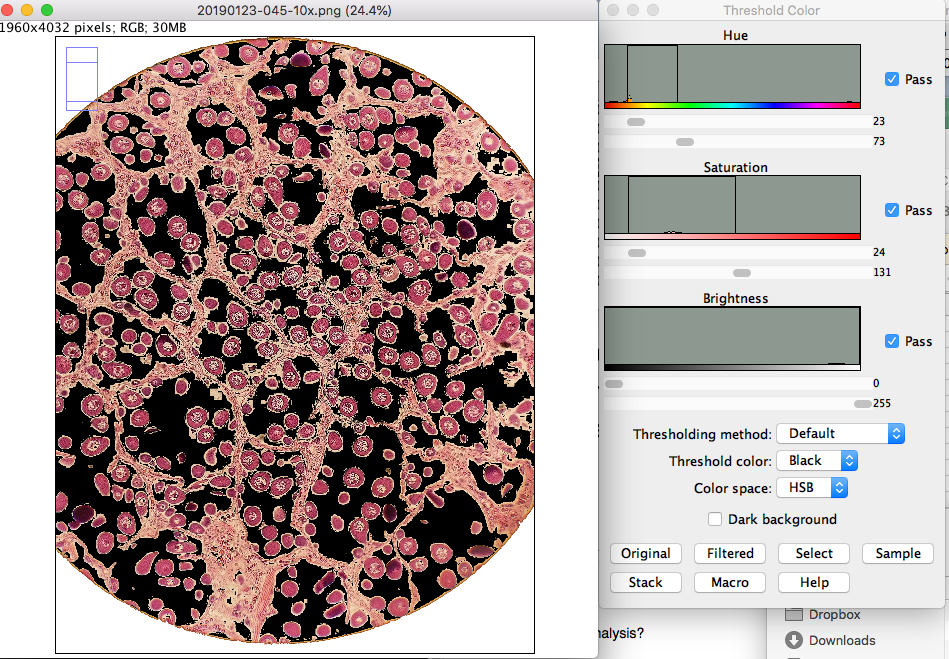 20190123-045-10x.png (24.4%)
1960x4032 pixels; RGB; 30MB
Threshold Color
Hue
Pass
23
73
Saturation
Pass
24
131
Brightness
Pass
0
255
Thresholding method: Default
Threshold color: Black
Color space: HSB
Dark background
Original Filtered Select Sample
Stack Macro Help
nalysis?
Dropbox
Downloads